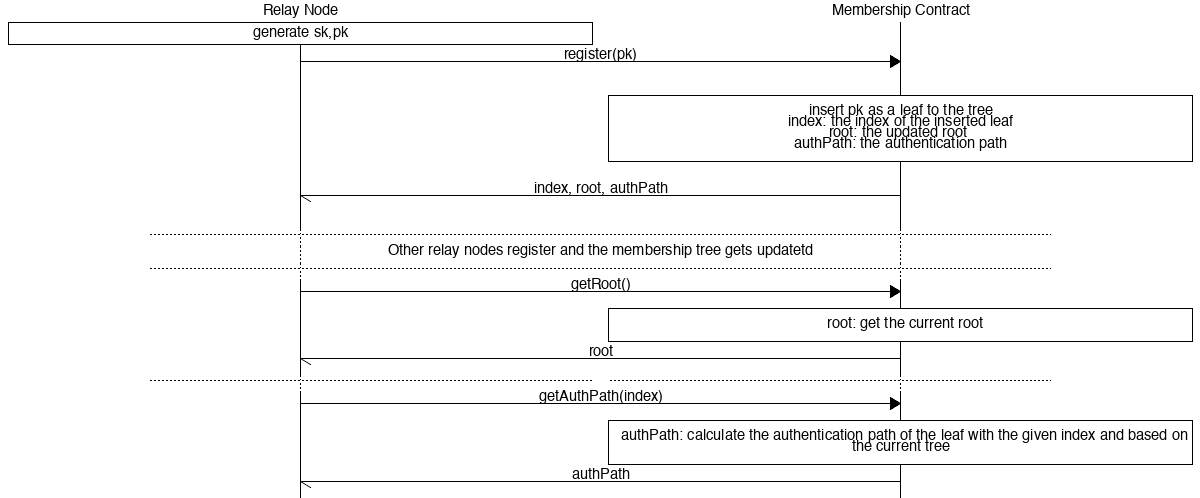 Relay Node
Membership Contract
generate sk,pk
register(pk)
insert pk as a leaf to the tree
index: the index of the inserted leaf
root: the updated root
authPath: the authentication path
index, root, authPath
Other relay nodes register and the membership tree gets updatetd
getRoot()
root: get the current root
root
getAuthPath(index)
authPath: calculate the authentication path of the leaf with the given index and based on
the current tree
authPath